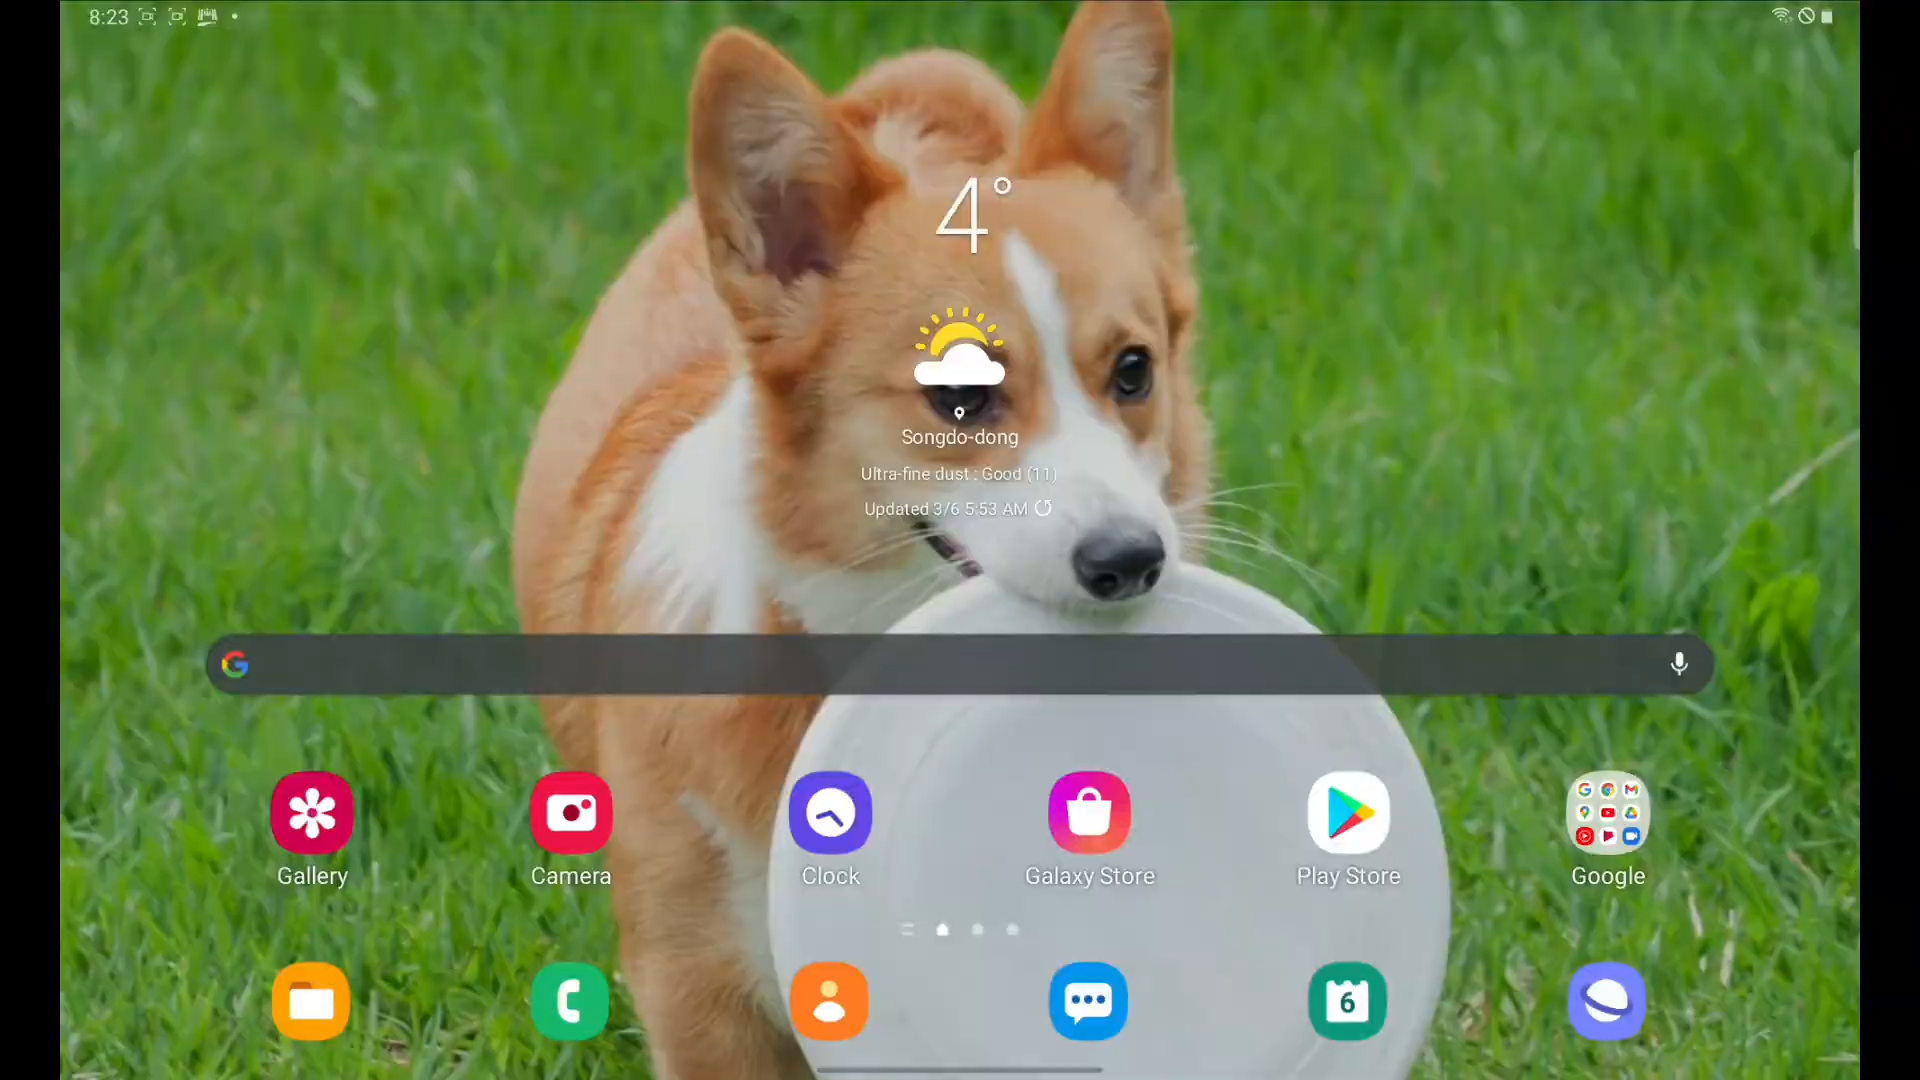 8:23
4°
Songdo-dong
Ultra-fine dust : Good (11)
Updated 3/6 5:53 AM
Gallery
Camera
Clock
Galaxy Store
Play Store
Google
6